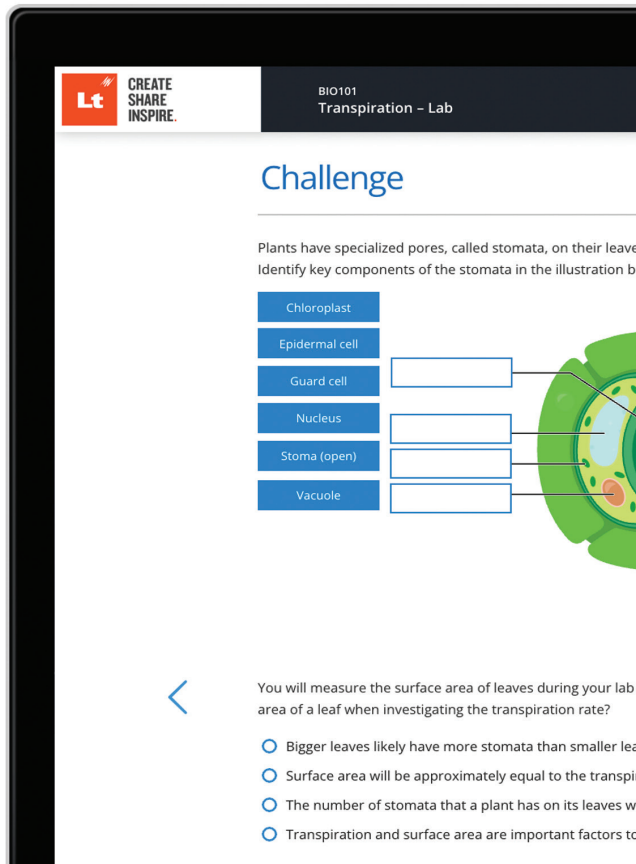 Lt
CREATE
SHARE
INSPIRE.
BIO101
Transpiration – Lab
Challenge
Plants have specialized pores, called stomata, on their leave
Identify key components of the stomata in the illustration b
Chloroplast
Epidermal cell
Guard cell
Nucleus
Stoma (open)
Vacuole
You will measure the surface area of leaves during your lab
area of a leaf when investigating the transpiration rate?
Bigger leaves likely have more stomata than smaller lea
Surface area will be approximately equal to the transpi
The number of stomata that a plant has on its leaves w
Transpiration and surface area are important factors to